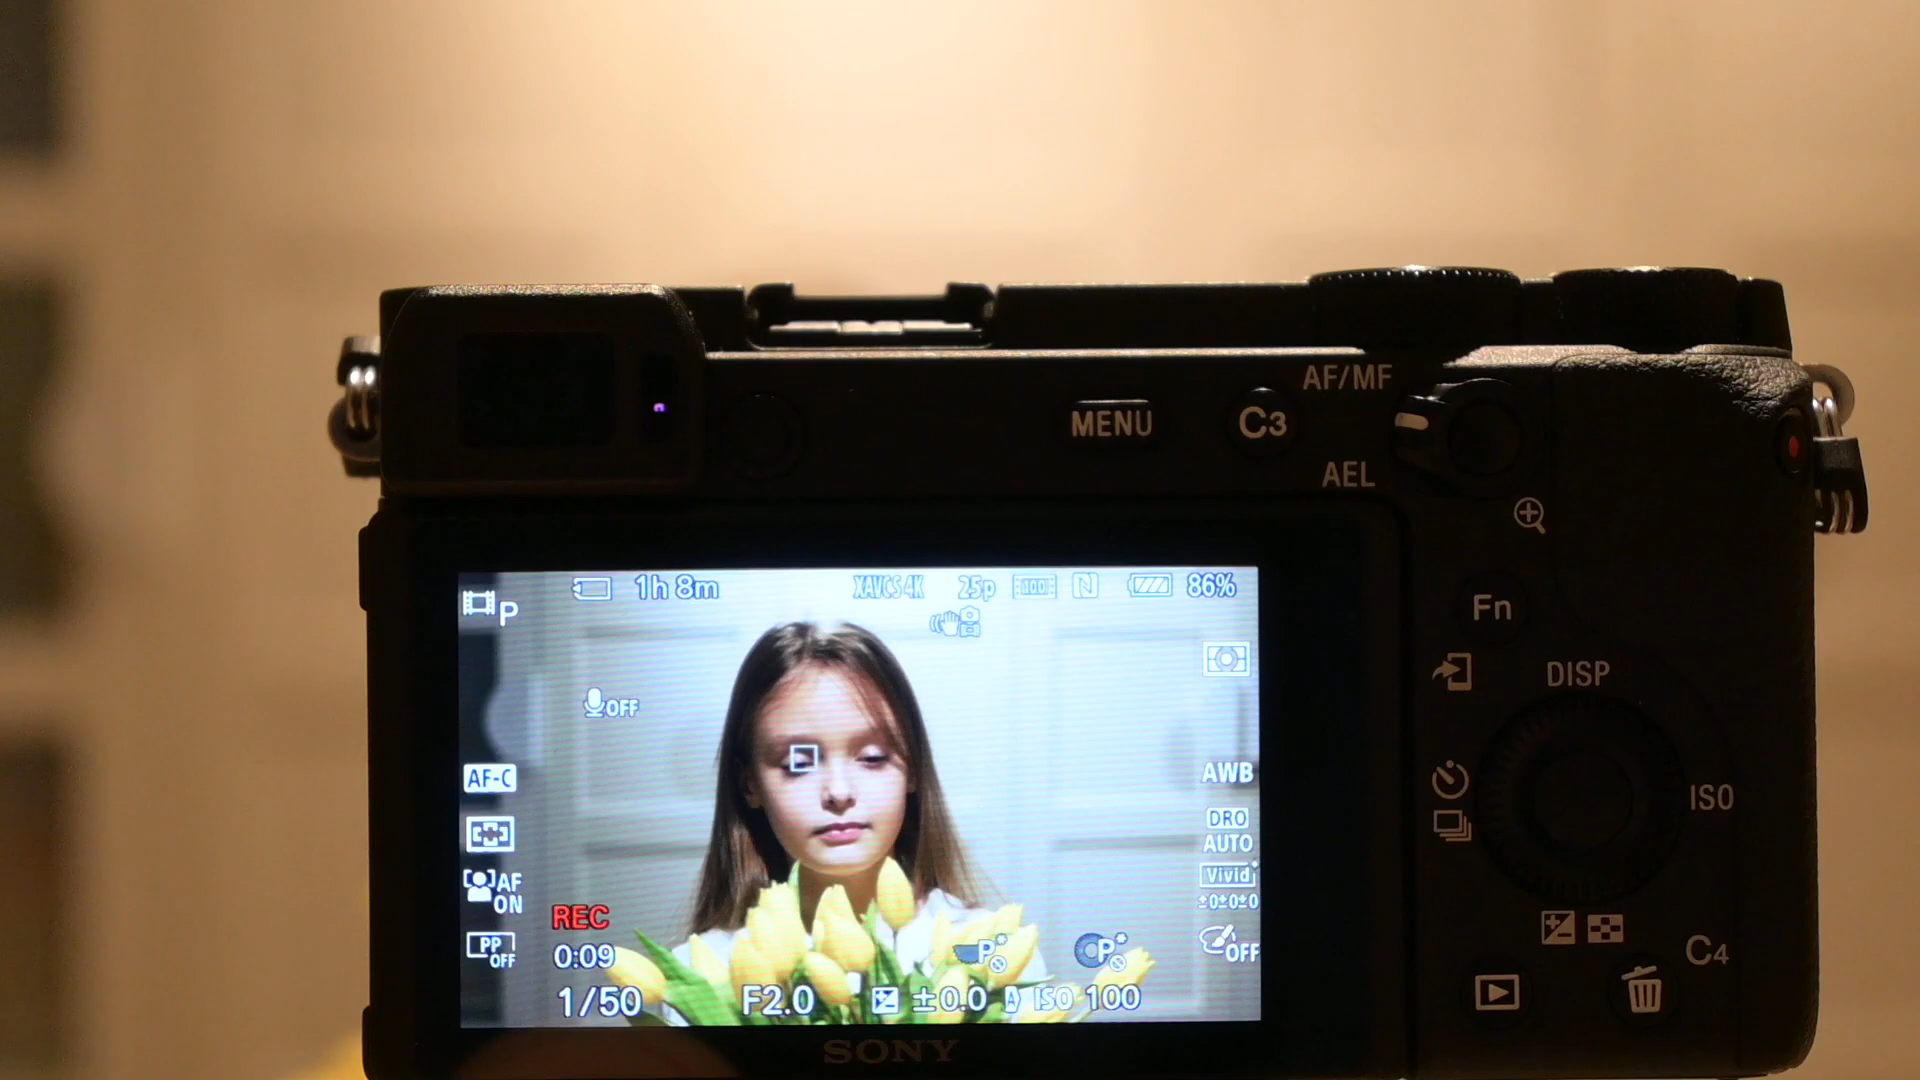 AF/MF
MENU
C3
AEL
1h 8m XAVC S 4K 25p 100 N 86%
P
Fn
DISP
OFF
AF-C
AWB
ISO
DRO
AUTO
AF
ON
Vivid*
±0±0±0
REC
PP
OFF
0:09
P*
P*
OFF
C4
1/50 F2.0 ±0.0 A ISO 100
SONY